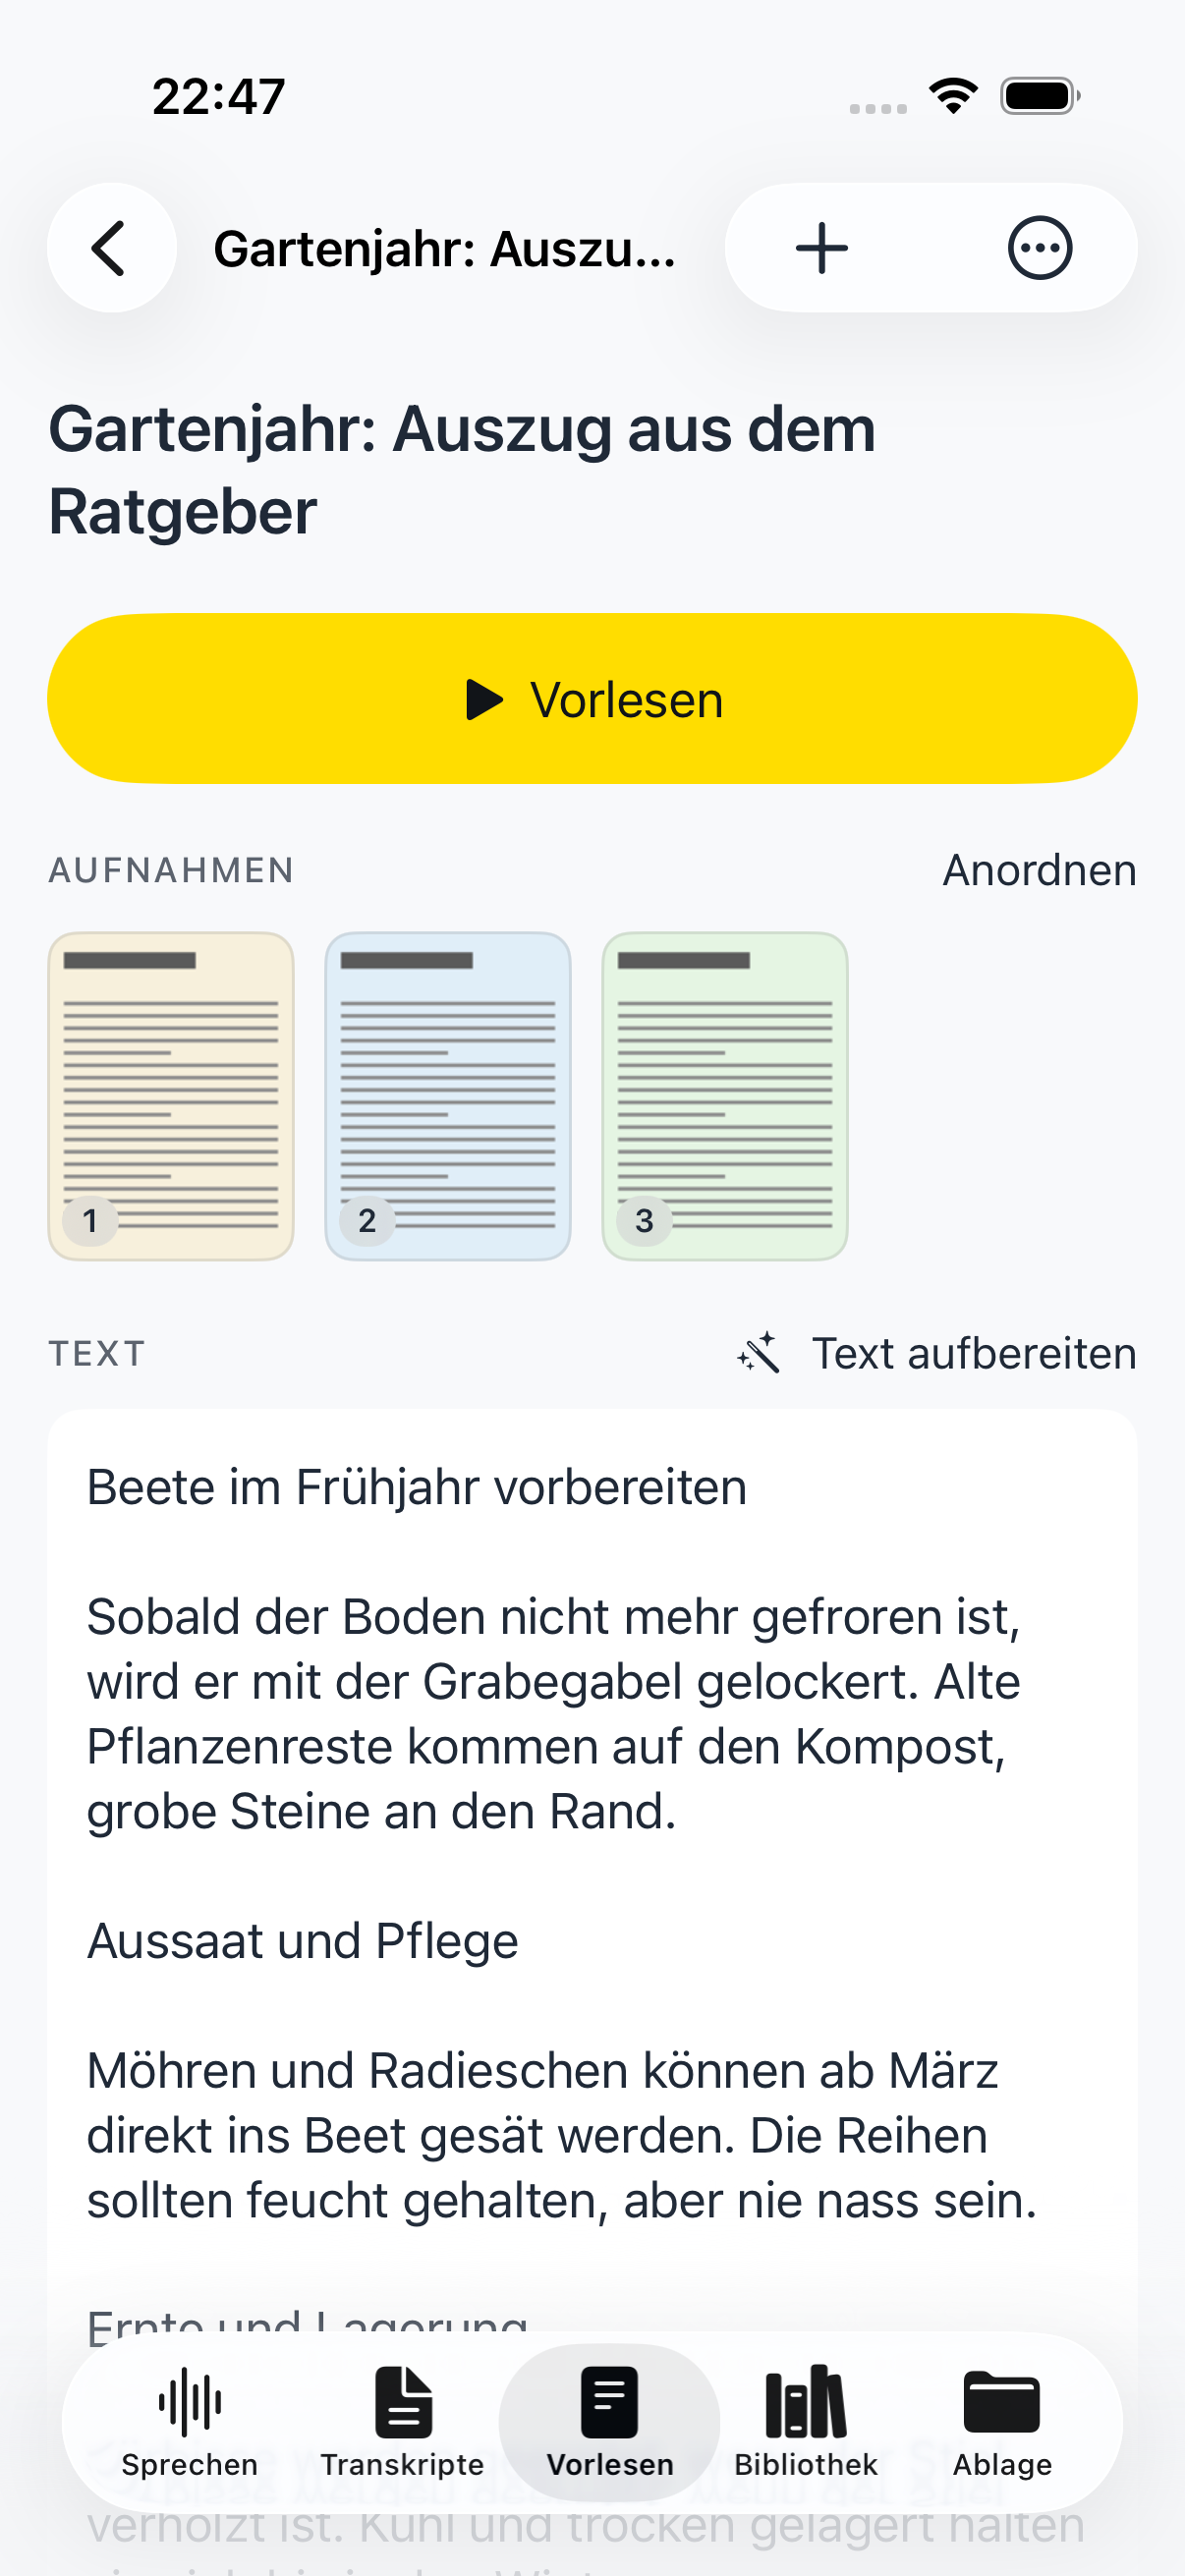 22:47
Gartenjahr: Auszu...
Gartenjahr: Auszug aus dem
Ratgeber
Vorlesen
AUFNAHMEN
Anordnen
1
2
3
TEXT
Text aufbereiten
Beete im Frühjahr vorbereiten
Sobald der Boden nicht mehr gefroren ist,
wird er mit der Grabegabel gelockert. Alte
Pflanzenreste kommen auf den Kompost,
grobe Steine an den Rand.
Aussaat und Pflege
Möhren und Radieschen können ab März
direkt ins Beet gesät werden. Die Reihen
sollten feucht gehalten, aber nie nass sein.
Ernte und Lagerung
verholzt ist. Kühl und trocken gelagert halten
Sprechen
Transkripte
Vorlesen
Bibliothek
Ablage